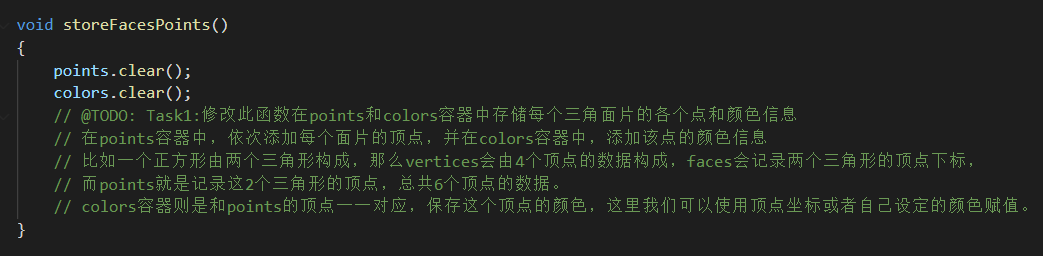 void storeFacesPoints()
{
points.clear();
colors.clear();
// @TODO: Task1:修改此函数在points和colors容器中存储每个三角面片的各个点和颜色信息
// 在points容器中，依次添加每个面片的顶点，并在colors容器中，添加该点的颜色信息
// 比如一个正方形由两个三角形构成，那么vertices会由4个顶点的数据构成，faces会记录两个三角形的顶点下标，
// 而points就是记录这2个三角形的顶点，总共6个顶点的数据。
// colors容器则是和points的顶点一一对应，保存这个顶点的颜色，这里我们可以使用顶点坐标或者自己设定的颜色赋值。
}